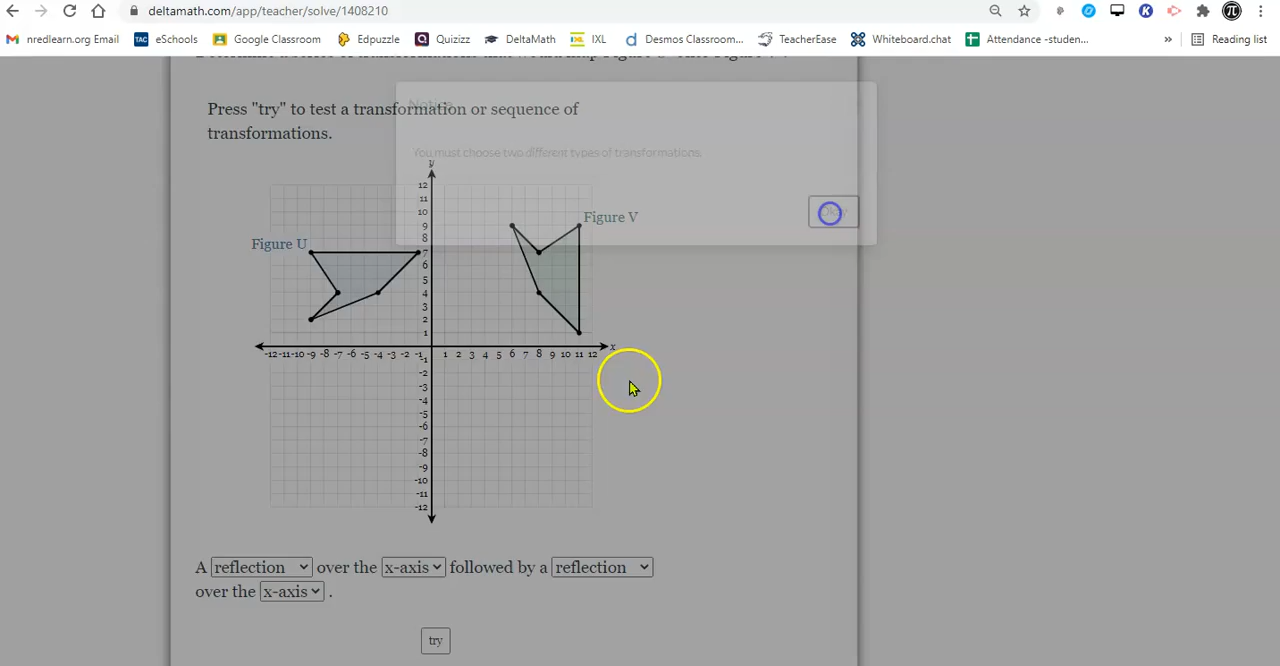 deltamath.com/app/teacher/solve/1408210
nredlearn.org Email eSchools Google Classroom Edpuzzle Quizizz DeltaMath IXL Desmos Classroom... TeacherEase Whiteboard.chat Attendance -studen... » Reading list
Press "try" to test a transformation or sequence of
transformations.
Notice
You must choose two different types of transformations
Okay
y
12
11
10
9
8
7
6
5
4
3
2
1
Figure V
Figure U
-12 -11 -10 -9 -8 -7 -6 -5 -4 -3 -2 -1 1 2 3 4 5 6 7 8 9 10 11 12 x
-1
-2
-3
-4
-5
-6
-7
-8
-9
-10
-11
-12
A reflection over the x-axis followed by a reflection
over the x-axis .
try